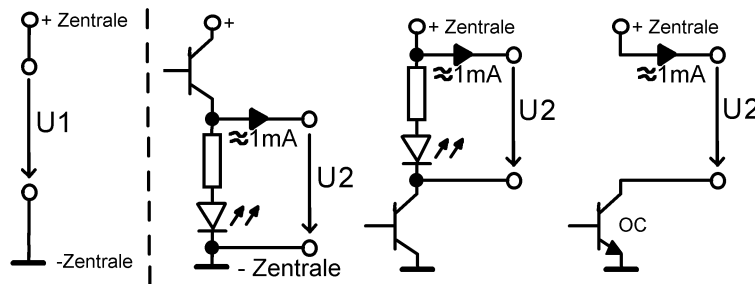 + Zentrale
U1
-Zentrale
+
≈1mA
U2
- Zentrale
+ Zentrale
≈1mA
U2
+ Zentrale
≈1mA
U2
OC